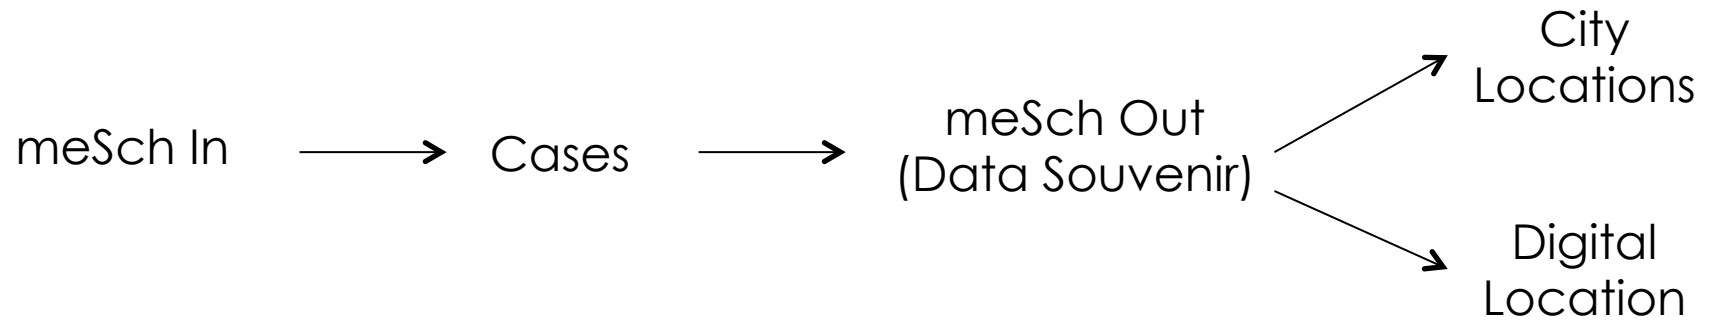 meSch In
Cases
meSch Out
(Data Souvenir)
City
Locations
Digital
Location